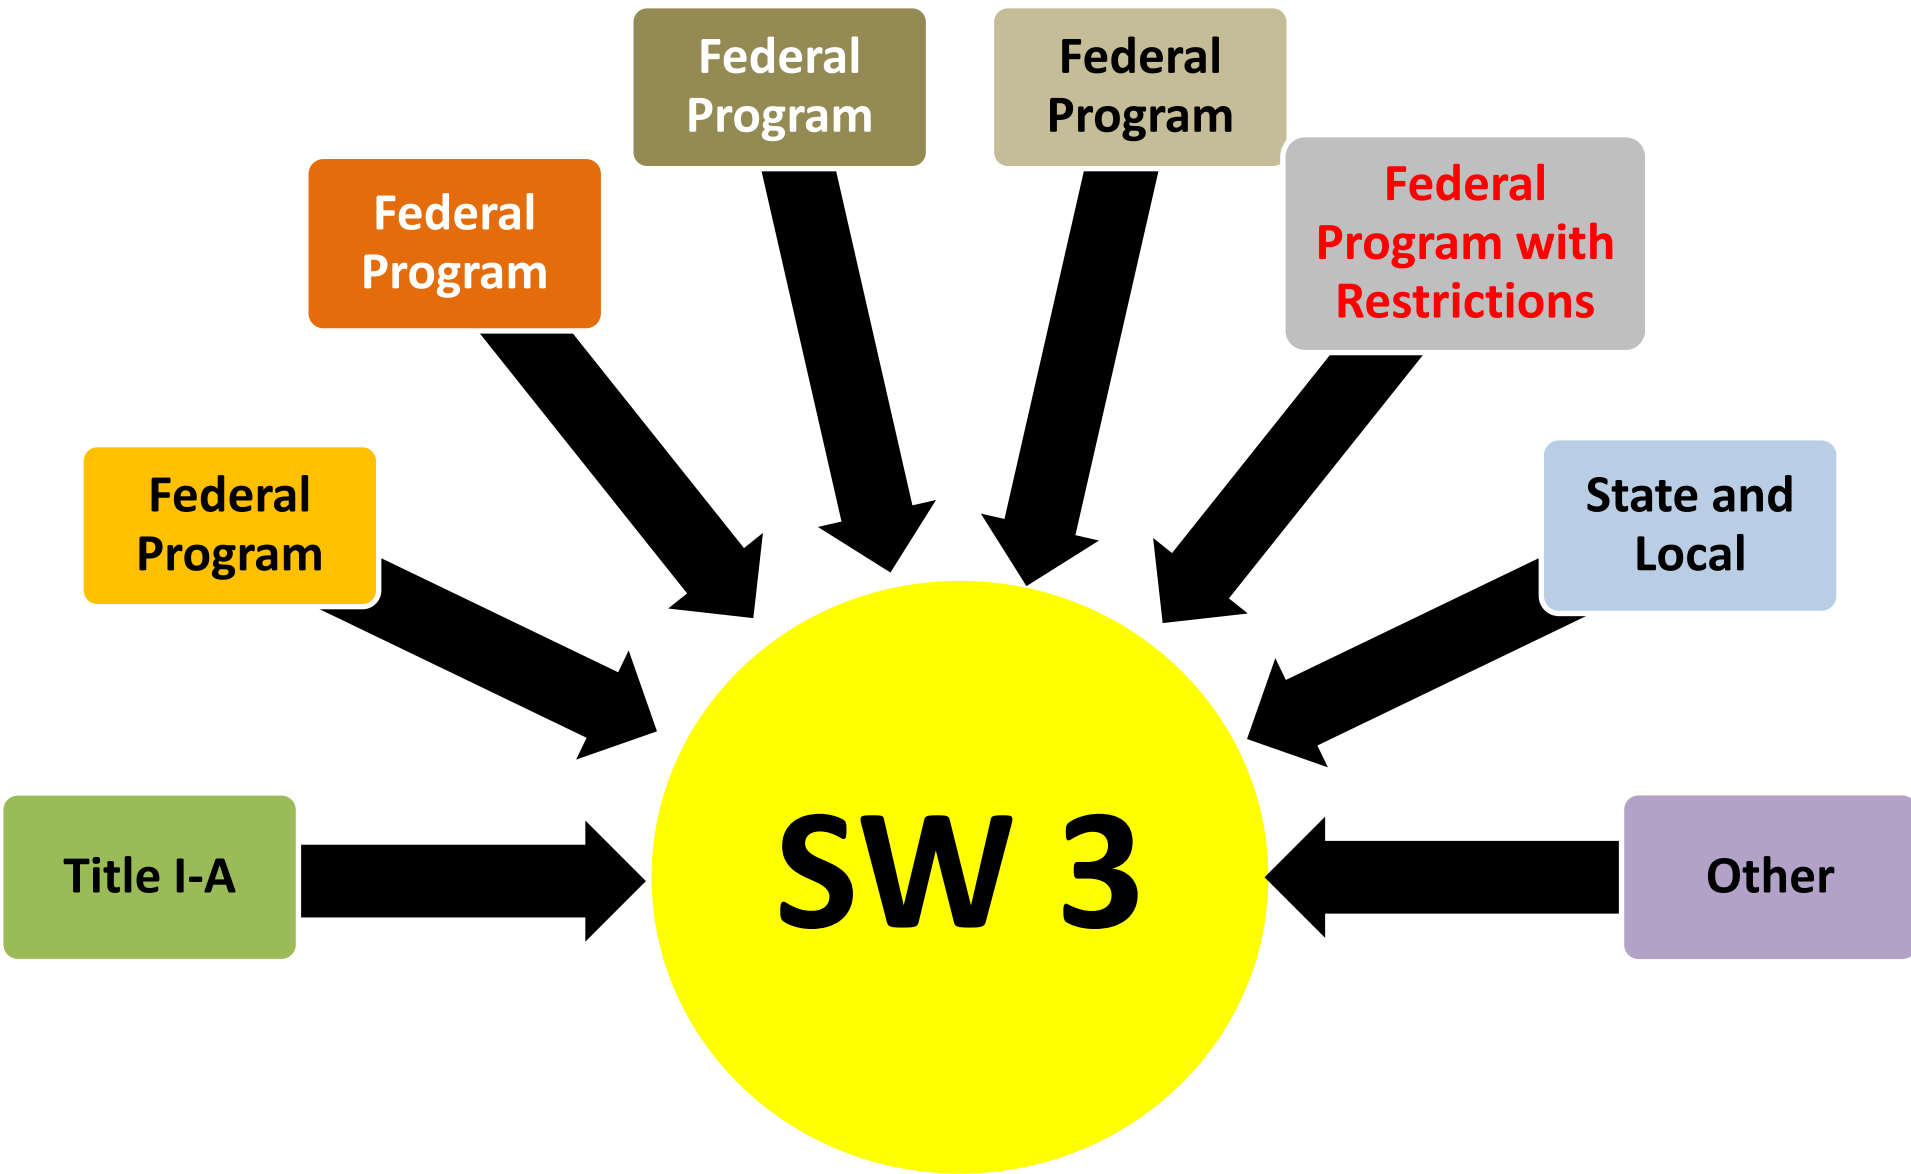 Federal
Program
Federal
Program
Federal
Program with
Restrictions
Federal
Program
Federal
Program
State and
Local
Title I-A
SW 3
Other